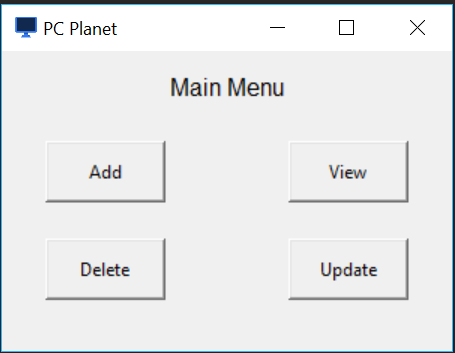 PC Planet
Main Menu
Add
View
Delete
Update